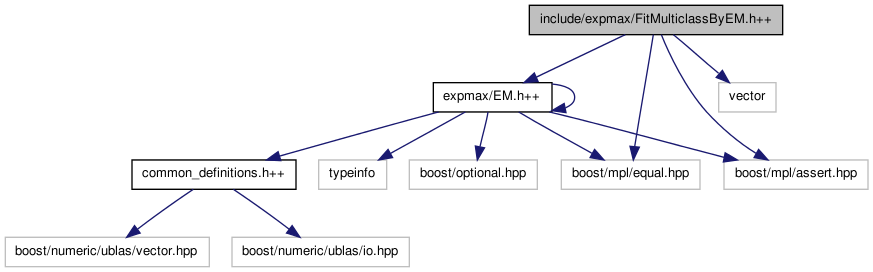 include/expmax/FitMulticlassByEM.h++
expmax/EM.h++
vector
common_definitions.h++
typeinfo
boost/optional.hpp
boost/mpl/equal.hpp
boost/mpl/assert.hpp
boost/numeric/ublas/vector.hpp
boost/numeric/ublas/io.hpp